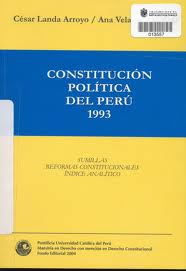 César Landa Arroyo / Ana Vela
013557
CONSTITUCIÓN
POLÍTICA
DEL PERÚ
1993
SUMILLAS
REFORMAS CONSTITUCIONALES
ÍNDICE ANALÍTICO
Pontificia Universidad Católica del Perú
Maestría en Derecho con mención en Derecho Constitucional
Fondo Editorial 2004